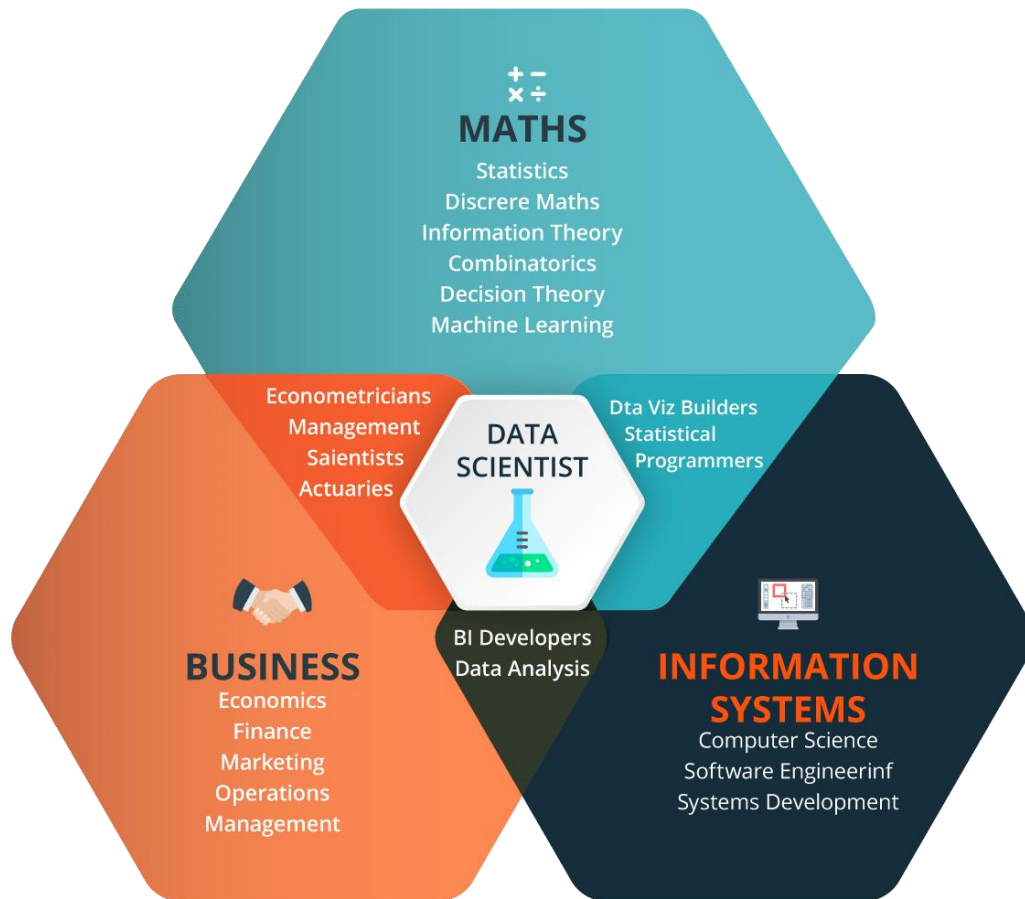 MATHS
Statistics
Discrere Maths
Information Theory
Combinatorics
Decision Theory
Machine Learning
Econometricians
Management
Saientists
Actuaries
DATA
SCIENTIST
Dta Viz Builders
Statistical
Programmers
BI Developers
Data Analysis
BUSINESS
Economics
Finance
Marketing
Operations
Management
INFORMATION
SYSTEMS
Computer Science
Software Engineerinf
Systems Development